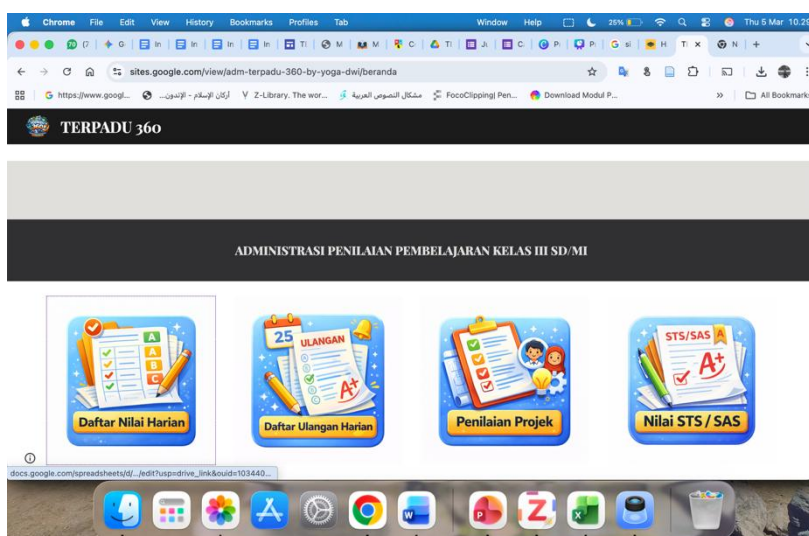 Chrome File Edit View History Bookmarks Profiles Tab Window Help 25% Thu 5 Mar 10.29
sites.google.com/view/adm-terpadu-360-by-yoga-dwi/beranda
https://www.googl... أركان الإسلام - الإندون... Z-Library. The wor... مشكال النصوص العربية FocoClipping| Pen... Download Modul P... » All Bookmarks
TERPADU 360
ADMINISTRASI PENILAIAN PEMBELAJARAN KELAS III SD/MI
A
A
B
C
Daftar Nilai Harian
25
ULANGAN
A+
Daftar Ulangan Harian
Penilaian Projek
STS/SAS
A+
Nilai STS / SAS
docs.google.com/spreadsheets/d/.../edit?usp=drive_link&ouid=103440...